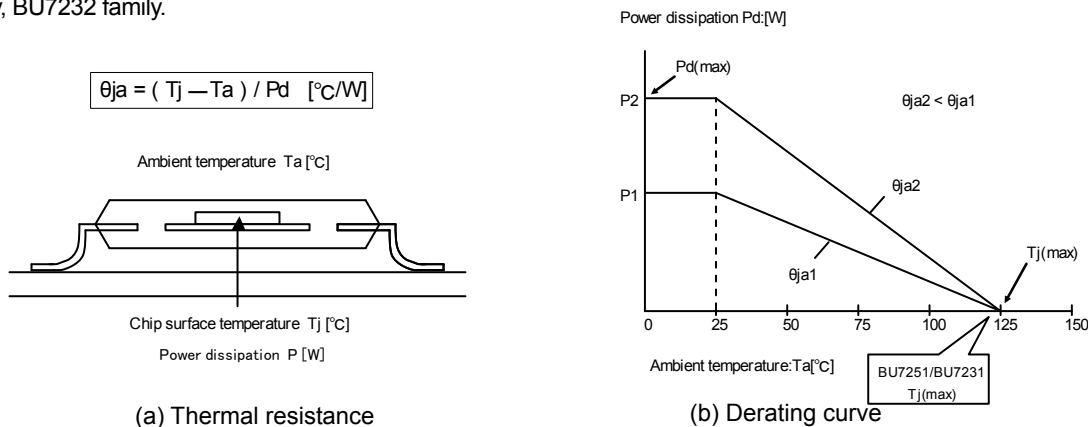 , BU7232 family.
θja = ( Tj — Ta ) / Pd [℃/W]
Ambient temperature Ta [℃]
Chip surface temperature Tj [℃]
Power dissipation P [W]
(a) Thermal resistance
Power dissipation Pd:[W]
Pd(max)
P2
θja2 < θja1
θja2
P1
Tj(max)
θja1
0 25 50 75 100 125 150
Ambient temperature:Ta[℃]
BU7251/BU7231
Tj(max)
(b) Derating curve